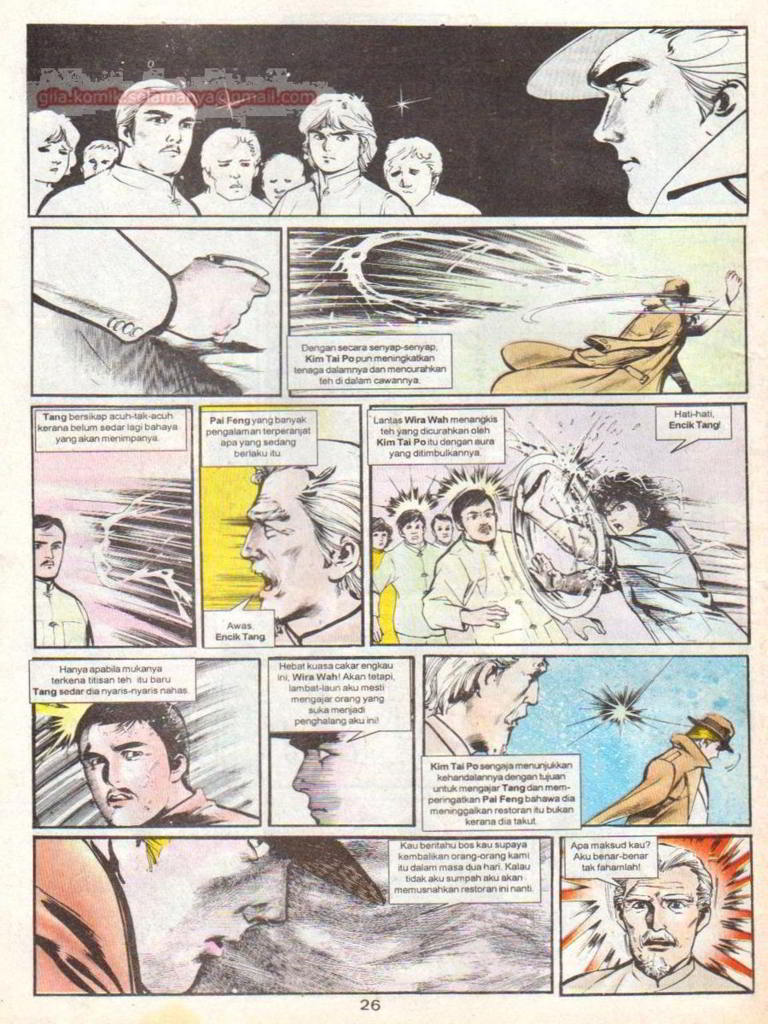 gila.komik.selamanya@gmail.com
Dengan secara senyap-senyap,
Kim Tai Po pun meningkatkan
tenaga dalamnya dan mencurahkan
teh di dalam cawannya.
Tang bersikap acuh-tak-acuh
kerana belum sedar lagi bahaya
yang akan menimpanya.
Pai Feng yang banyak
pengalaman terperanjat
apa yang sedang
berlaku itu
Awas,
Encik Tang.
Lantas Wira Wah menangkis
teh yang dicurahkan oleh
Kim Tai Po itu dengan aura
yang ditimbulkannya.
Hati-hati,
Encik Tang!
Hanya apabila mukanya
terkena titisan teh itu baru
Tang sedar dia nyaris-nyaris nahas.
Hebat kuasa cakar engkau
ini, Wira Wah! Akan tetapi,
lambat-laun aku mesti
mengajar orang yang
suka menjadi
penghalang aku ini!
Kim Tai Po sengaja menunjukkan
kehandalannya dengan tujuan
untuk mengajar Tang dan mem-
peringatkan Pai Feng bahawa dia
meninggalkan restoran itu bukan
kerana dia takut.
Kau beritahu bos kau supaya
kembalikan orang-orang kami
itu dalam masa dua hari. Kalau
tidak aku sumpah aku akan
memusnahkan restoran ini nanti.
Apa maksud kau?
Aku benar-benar
tak fahamlah!
26